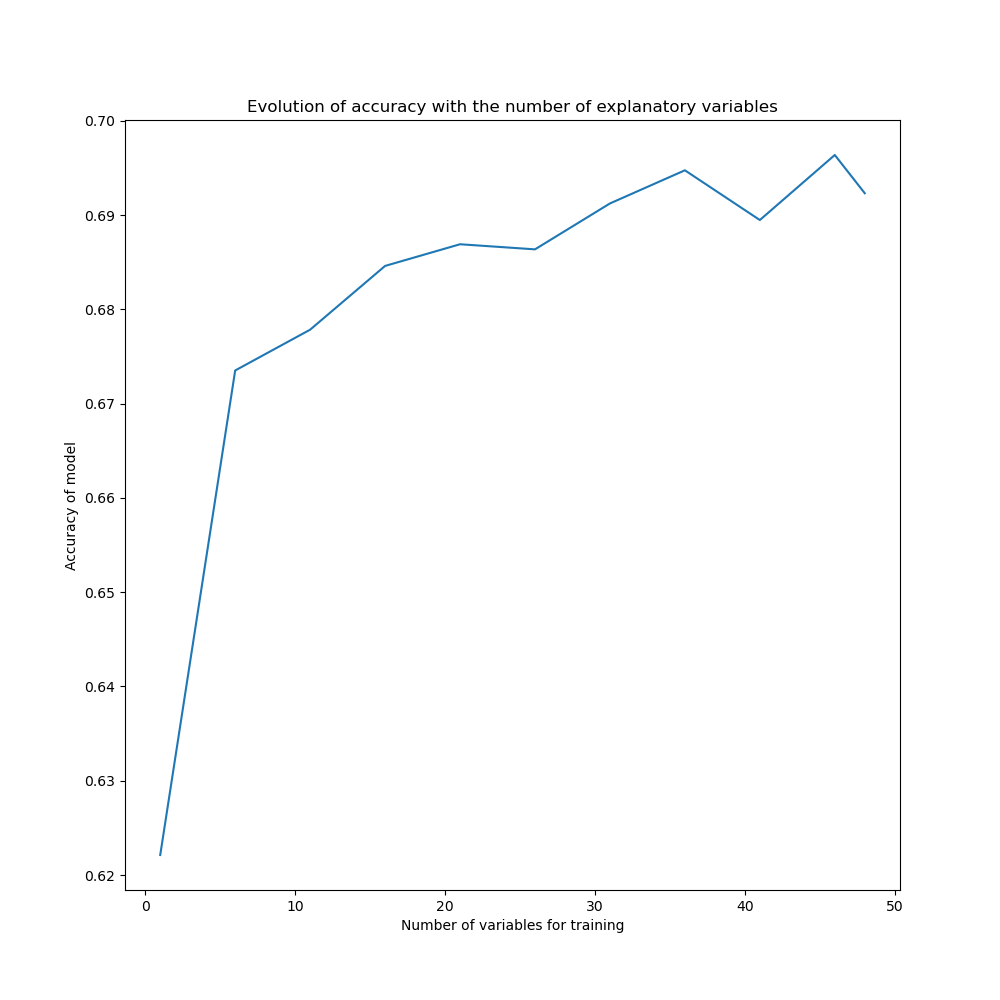 Evolution of accuracy with the number of explanatory variables
0.70
0.69
0.68
0.67
0.66
0.65
0.64
0.63
0.62
Accuracy of model
0 10 20 30 40 50
Number of variables for training